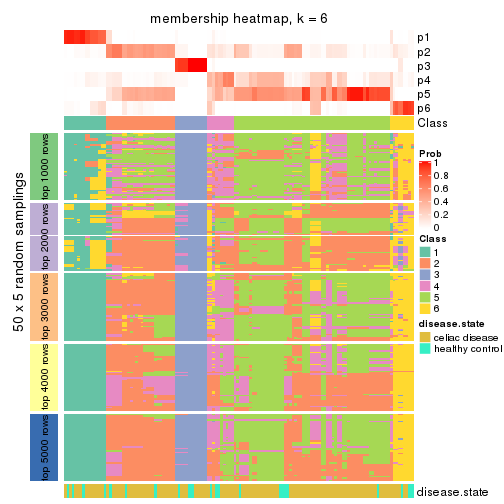 membership heatmap, k = 6
p1
p2
p3
p4
p5
p6
Class
50 x 5 random samplings
top 1000 rows
top 2000 rows
top 3000 rows
top 4000 rows
top 5000 rows
Prob
1
0.8
0.6
0.4
0.2
0
Class
1
2
3
4
5
6
disease.state
celiac disease
healthy control
disease.state